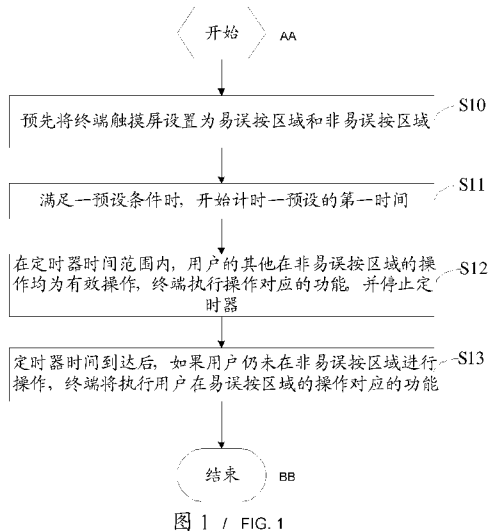 开始 AA
预先将终端触摸屏设置为易误按区域和非易误按区域 S10
满足一预设条件时，开始计时一预设的第一时间 S11
在定时器时间范围内，用户的其他在非易误按区域的操
作均为有效操作，终端执行操作对应的功能，并停止定 S12
时器
定时器时间到达后，如果用户仍未在非易误按区域进行 S13
操作，终端将执行用户在易误按区域的操作对应的功能
结束 BB
图 1 / FIG. 1